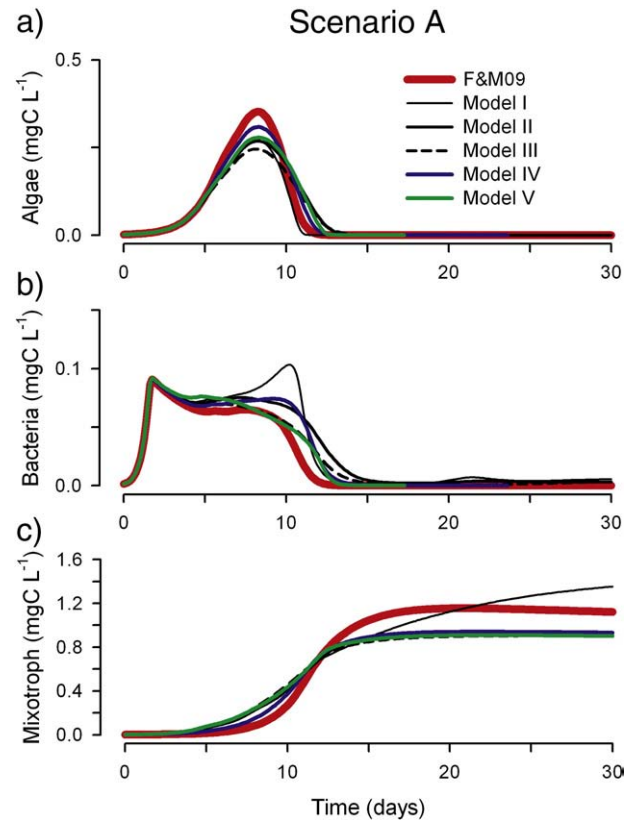 a) Scenario A
0.5
0.0
Algae (mgC L-1)
F&M09
Model I
Model II
Model III
Model IV
Model V
0 10 20 30
b)
0.1
0.0
Bacteria (mgC L-1)
0 10 20 30
c)
1.6
1.2
0.8
0.4
0.0
Mixotroph (mgC L-1)
0 10 20 30
Time (days)